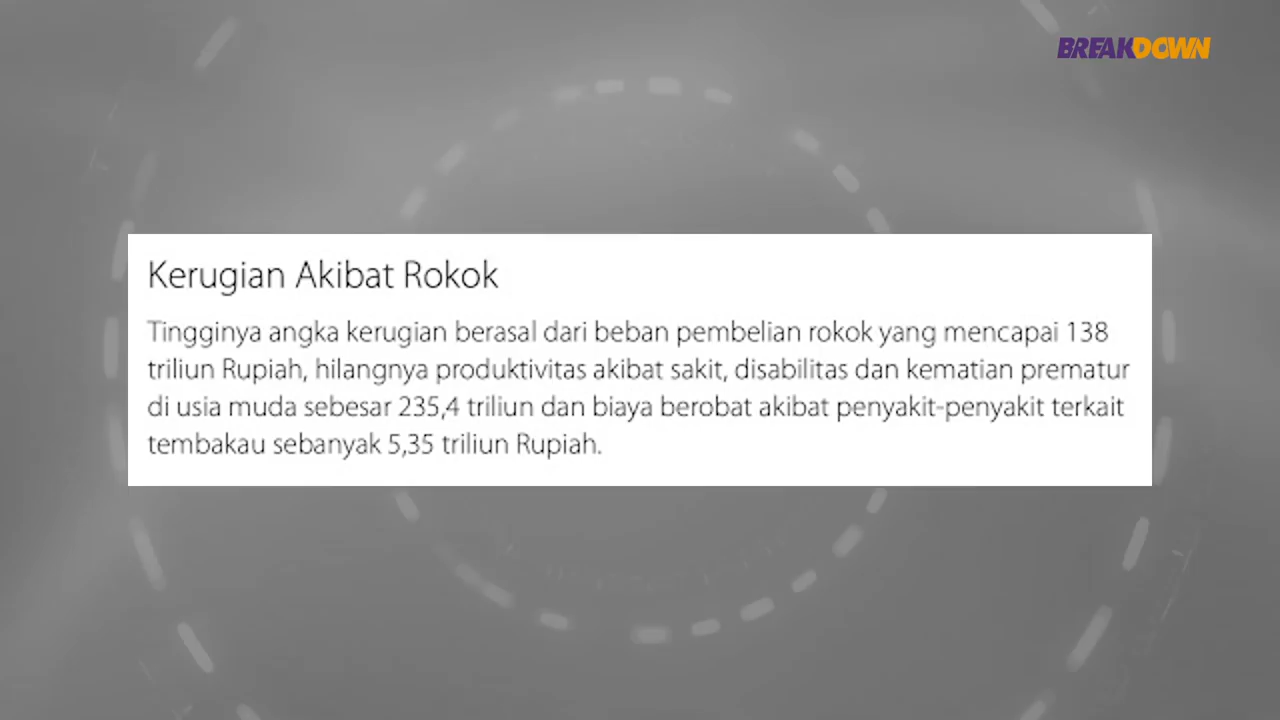 BREAKDOWN
Kerugian Akibat Rokok
Tingginya angka kerugian berasal dari beban pembelian rokok yang mencapai 138
triliun Rupiah, hilangnya produktivitas akibat sakit, disabilitas dan kematian prematur
di usia muda sebesar 235,4 triliun dan biaya berobat akibat penyakit-penyakit terkait
tembakau sebanyak 5,35 triliun Rupiah.